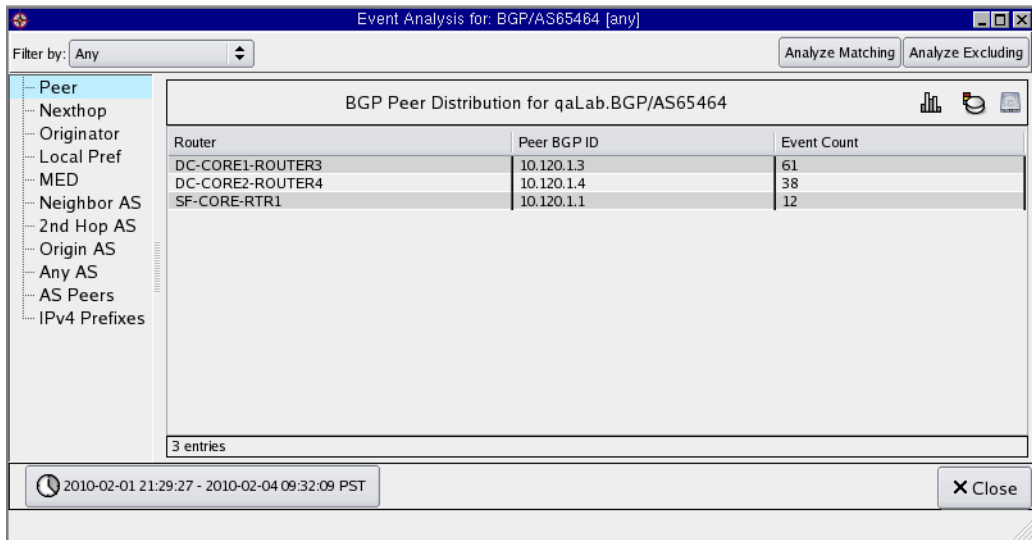 Event Analysis for: BGP/AS65464 [any]
Filter by: Any Analyze Matching Analyze Excluding
Peer
Nexthop
Originator
Local Pref
MED
Neighbor AS
2nd Hop AS
Origin AS
Any AS
AS Peers
IPv4 Prefixes
BGP Peer Distribution for qaLab.BGP/AS65464
Router Peer BGP ID Event Count
DC-CORE1-ROUTER3 10.120.1.3 61
DC-CORE2-ROUTER4 10.120.1.4 38
SF-CORE-RTR1 10.120.1.1 12
3 entries
2010-02-01 21:29:27 - 2010-02-04 09:32:09 PST Close